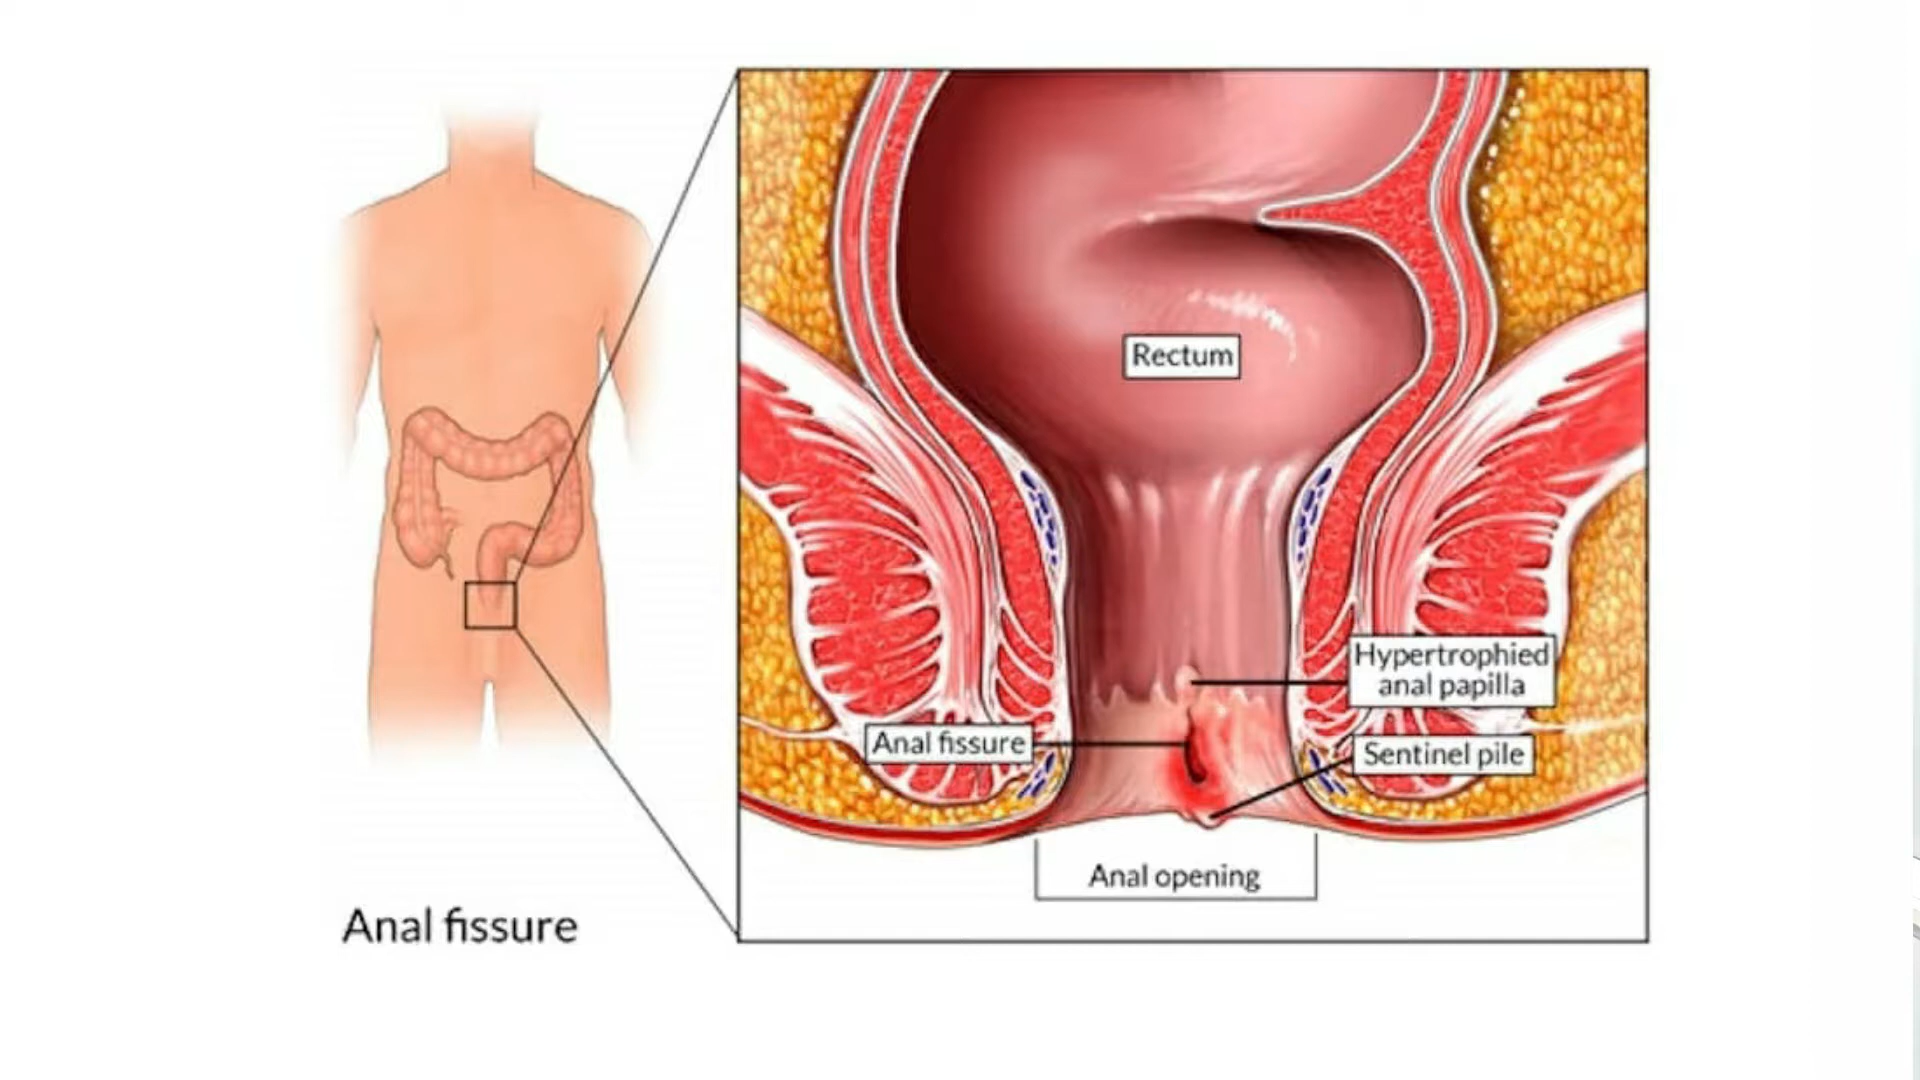 Rectum
Hypertrophied
anal papilla
Anal fissure
Sentinel pile
Anal opening
Anal fissure